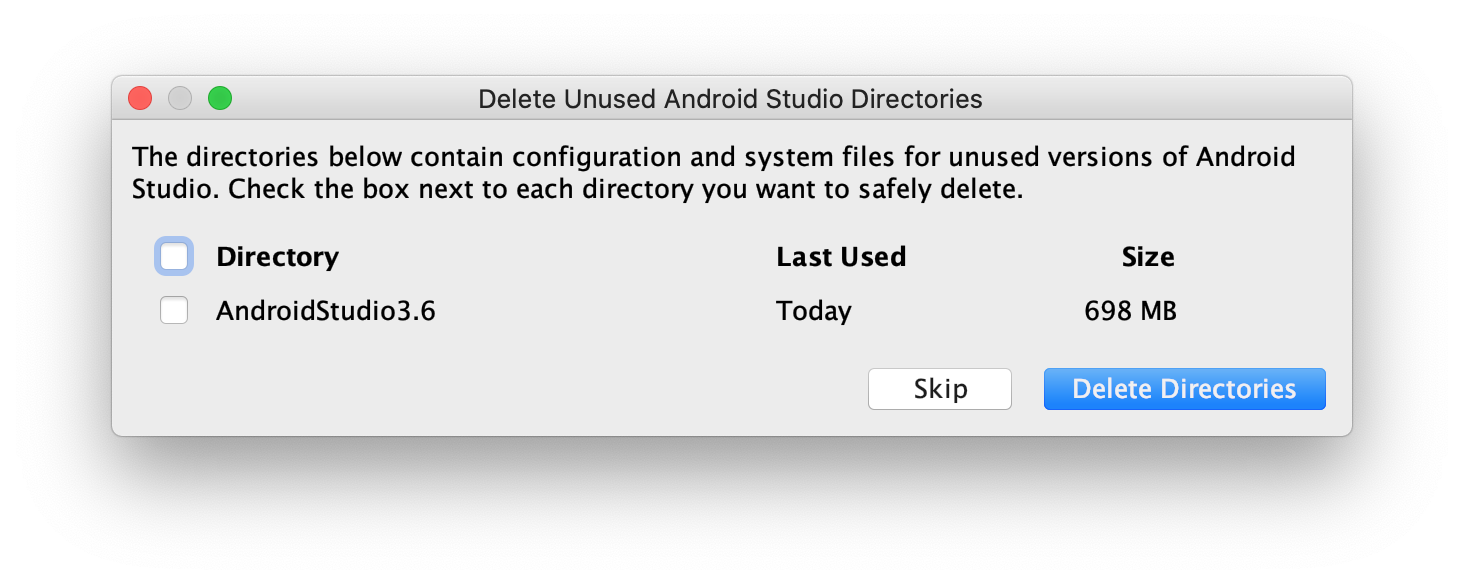 Delete Unused Android Studio Directories
The directories below contain configuration and system files for unused versions of Android
Studio. Check the box next to each directory you want to safely delete.
Directory Last Used Size
AndroidStudio3.6 Today 698 MB
Skip Delete Directories